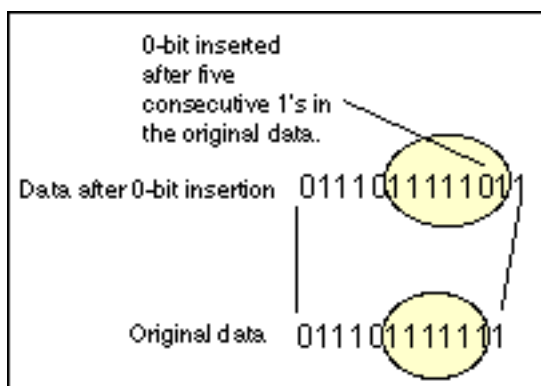 0-bit inserted
after five
consecutive 1's in
the original data.
Data after 0-bit insertion 0111011111011
Original data 011101111111